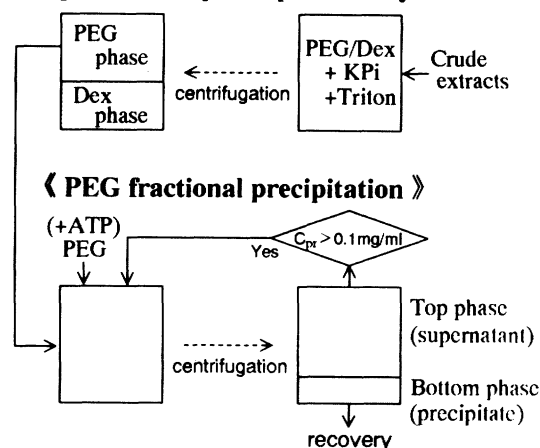 PEG
phase
Dex
phase
centrifugation
PEG/Dex
+ KPi
+Triton
Crude
extracts
《 PEG fractional precipitation 》
(+ATP)
PEG
Yes
Cpr > 0.1mg/ml
centrifugation
Top phase
(supernatant)
Bottom phase
(precipitate)
recovery